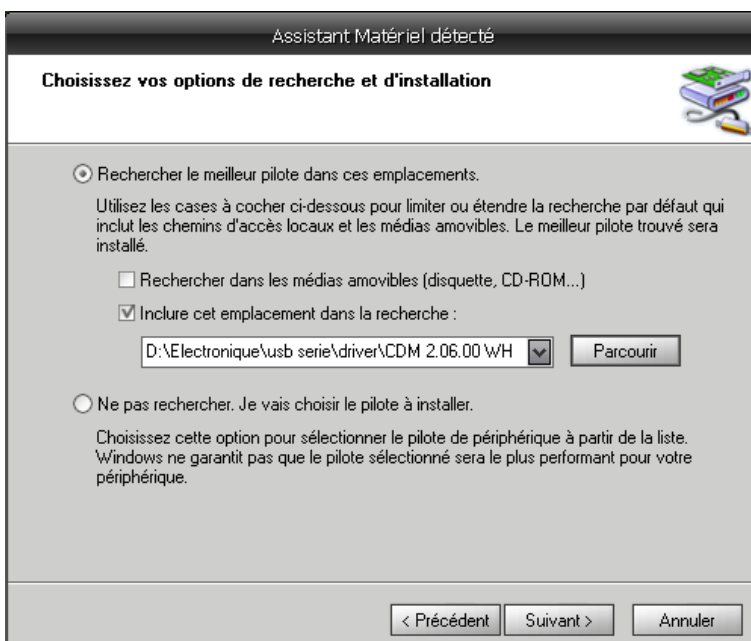 Assistant Matériel détecté
Choisissez vos options de recherche et d'installation
Rechercher le meilleur pilote dans ces emplacements.
Utilisez les cases à cocher ci-dessous pour limiter ou étendre la recherche par défaut qui
inclut les chemins d'accès locaux et les médias amovibles. Le meilleur pilote trouvé sera
installé.
Rechercher dans les médias amovibles (disquette, CD-ROM...)
Inclure cet emplacement dans la recherche :
D:\Electronique\usb serie\driver\CDM 2.06.00 WH
Parcourir
Ne pas rechercher. Je vais choisir le pilote à installer.
Choisissez cette option pour sélectionner le pilote de périphérique à partir de la liste.
Windows ne garantit pas que le pilote sélectionné sera le plus performant pour votre
périphérique.
< Précédent Suivant > Annuler